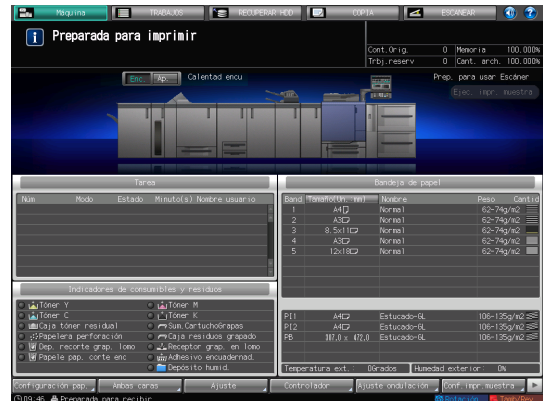 Máquina TRABAJOS RECUPERAR HDD COPIA ESCANEAR
Preparada para imprimir
Cont.Orig. 0 Memoria 100.000%
Trbj.reserv 0 Cant. arch. 100.000%
Enc. Ap. Calentad encu
Prep. para usar Escáner
Ejec. impr. muestra
Tarea
Núm Modo Estado Minuto(s) Nombre usuario
Bandeja de papel
Band Tamaño(Un. mm) Nombre Peso Cantid
1 A4 Normal 62-74g/m2
2 A3 Normal 62-74g/m2
3 8.5x11 Normal 62-74g/m2
4 A3 Normal 62-74g/m2
5 12x18 Normal 62-74g/m2
Indicadores de consumibles y residuos
Tóner Y Tóner M
Tóner C Tóner K
Caja tóner residual Sum.CartuchoGrapas
Papelera perforación Caja residuos grapado
Dep. recorte grap. lomo Receptor grap. en lomo
Papele pap. corte enc Adhesivo encuadernad.
Depósito humid.
PI1 A4 Estucado-GL 106-135g/m2
PI2 A4 Estucado-GL 106-135g/m2
PB 307.0 x 472.0 Estucado-GL 106-135g/m2
Temperatura ext. : 0Grados Humedad exterior : 0%
Configuración pap. Ambas caras Ajuste Controlador Ajuste ondulación Conf.impr.muestra
09:46 Preparada para recibir Rotación Tamb/Rev